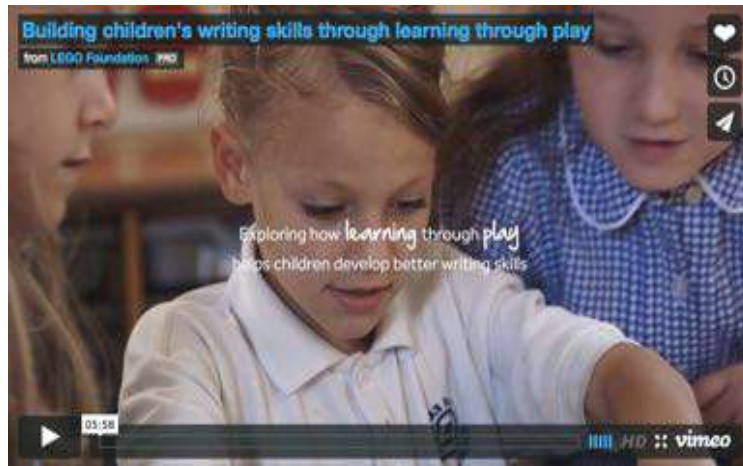 Building children's writing skills through learning through play
from LEGO Foundation PRO
Exploring how learning through play
helps children develop better writing skills
05:58
HD vimeo